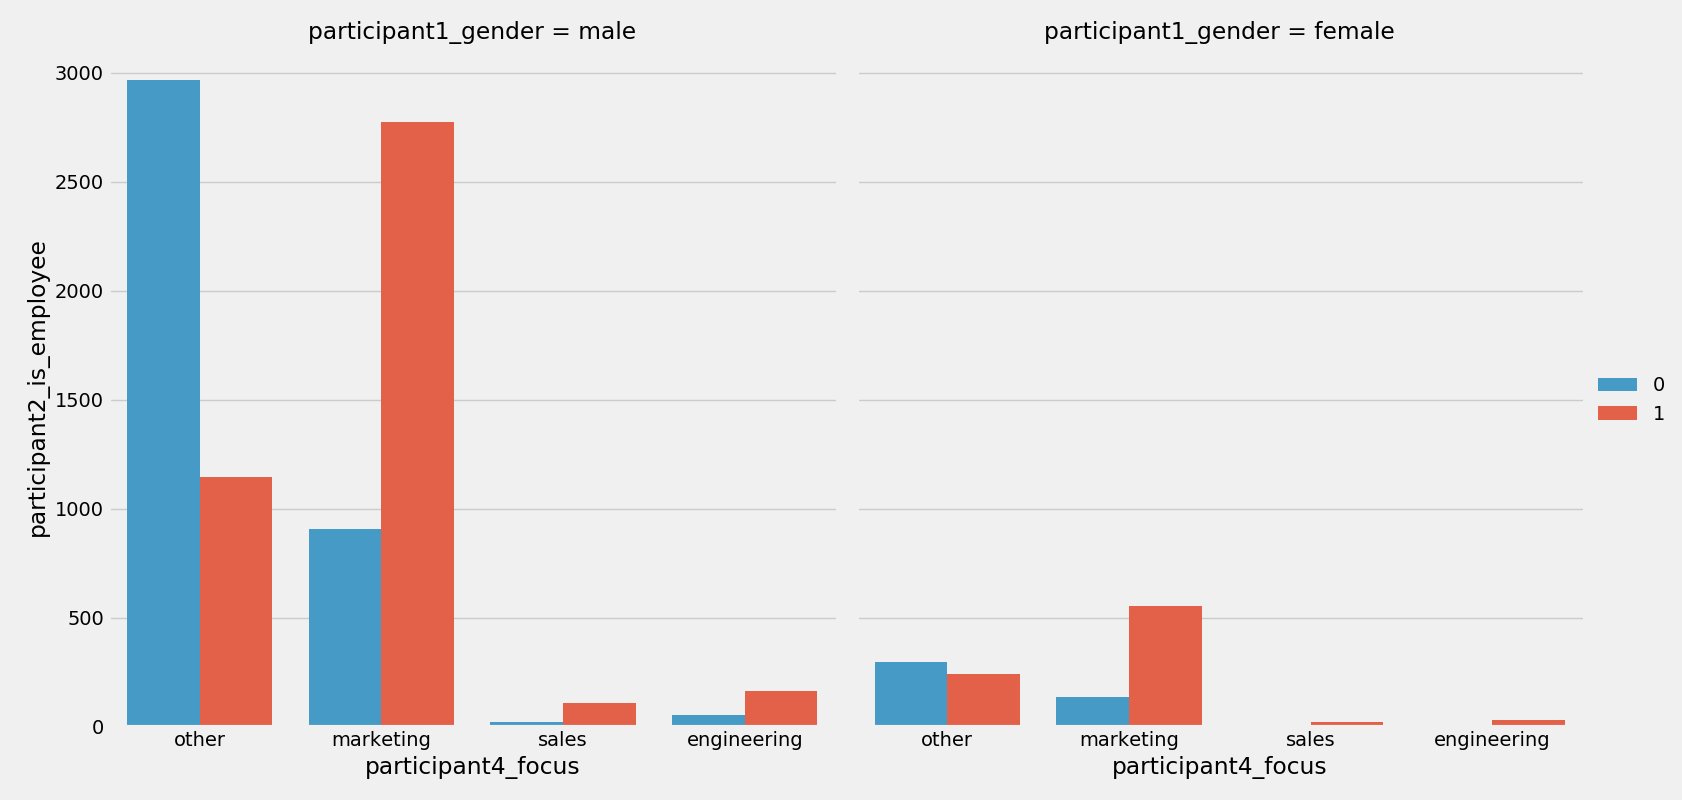 participant1_gender = male
participant1_gender = female
participant2_is_employee
3000
2500
2000
1500
1000
500
0
other marketing sales engineering
other marketing sales engineering
participant4_focus
participant4_focus
0
1